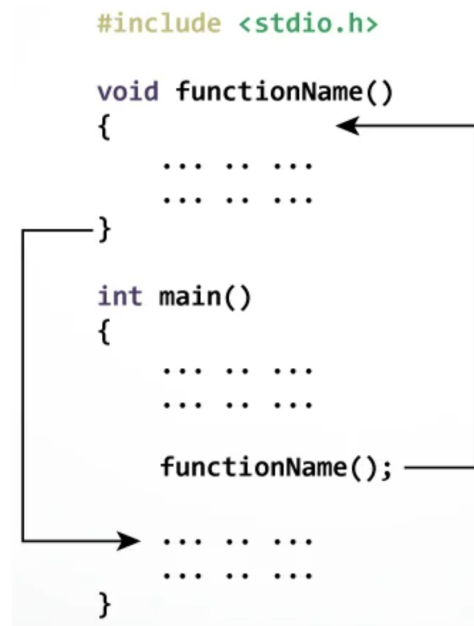 #include <stdio.h>
void functionName()
{
... .. ...
... .. ...
}
int main()
{
... .. ...
... .. ...
functionName();
... .. ...
... .. ...
}